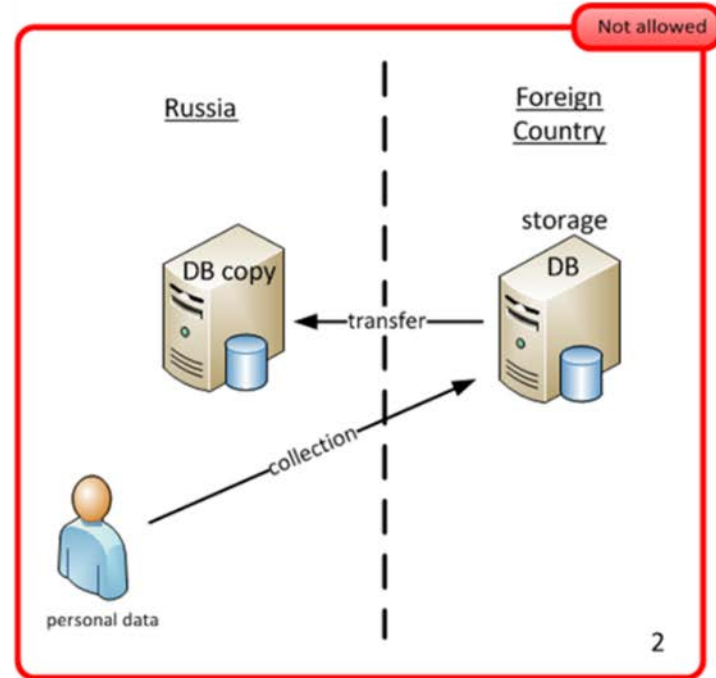 Not allowed
Russia
Foreign
Country
storage
DB copy
DB
transfer
collection
personal data
2